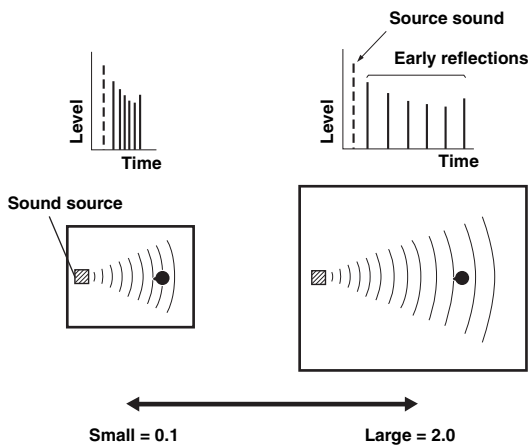 Source sound
Early reflections
Level
Time
Level
Time
Sound source
Small = 0.1
Large = 2.0